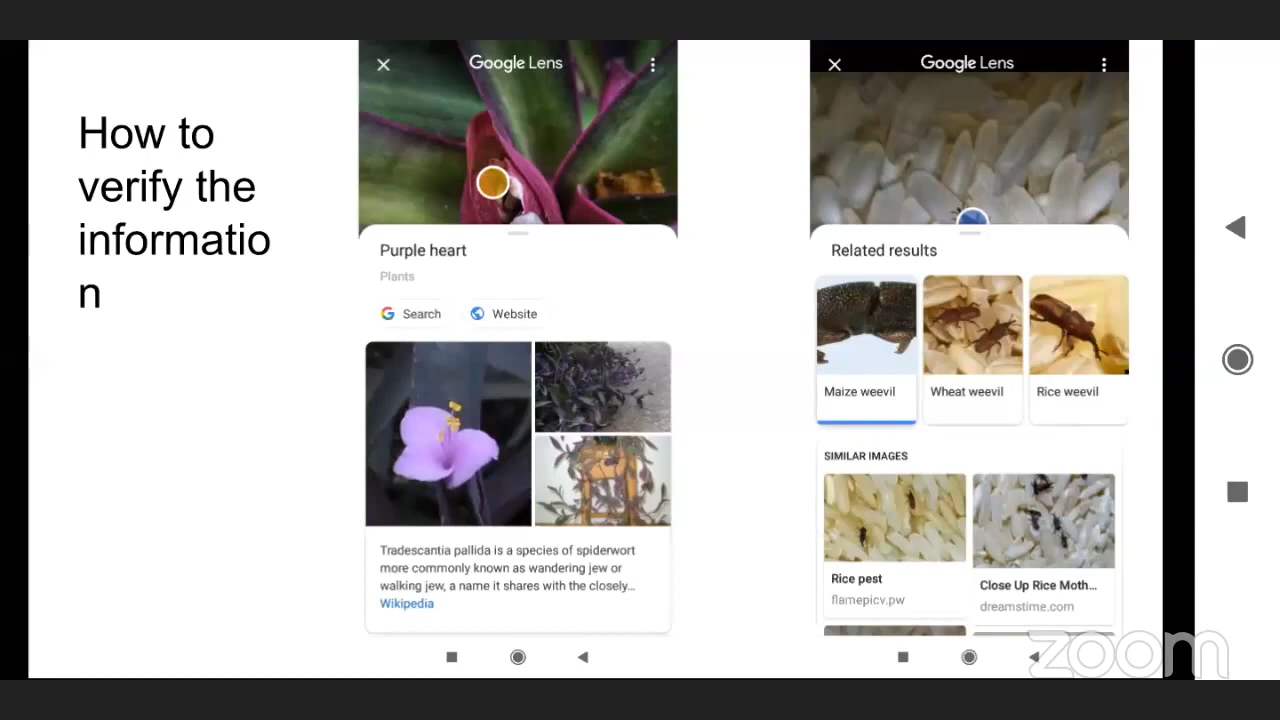 How to
verify the
informatio
n
Google Lens
Purple heart
Plants
Search
Website
Tradescantia pallida is a species of spiderwort
more commonly known as wandering jew or
walking jew, a name it shares with the closely...
Wikipedia
Google Lens
Related results
Maize weevil
Wheat weevil
Rice weevil
SIMILAR IMAGES
Rice pest
flamepicv.pw
Close Up Rice Moth...
dreamstime.com
zoom